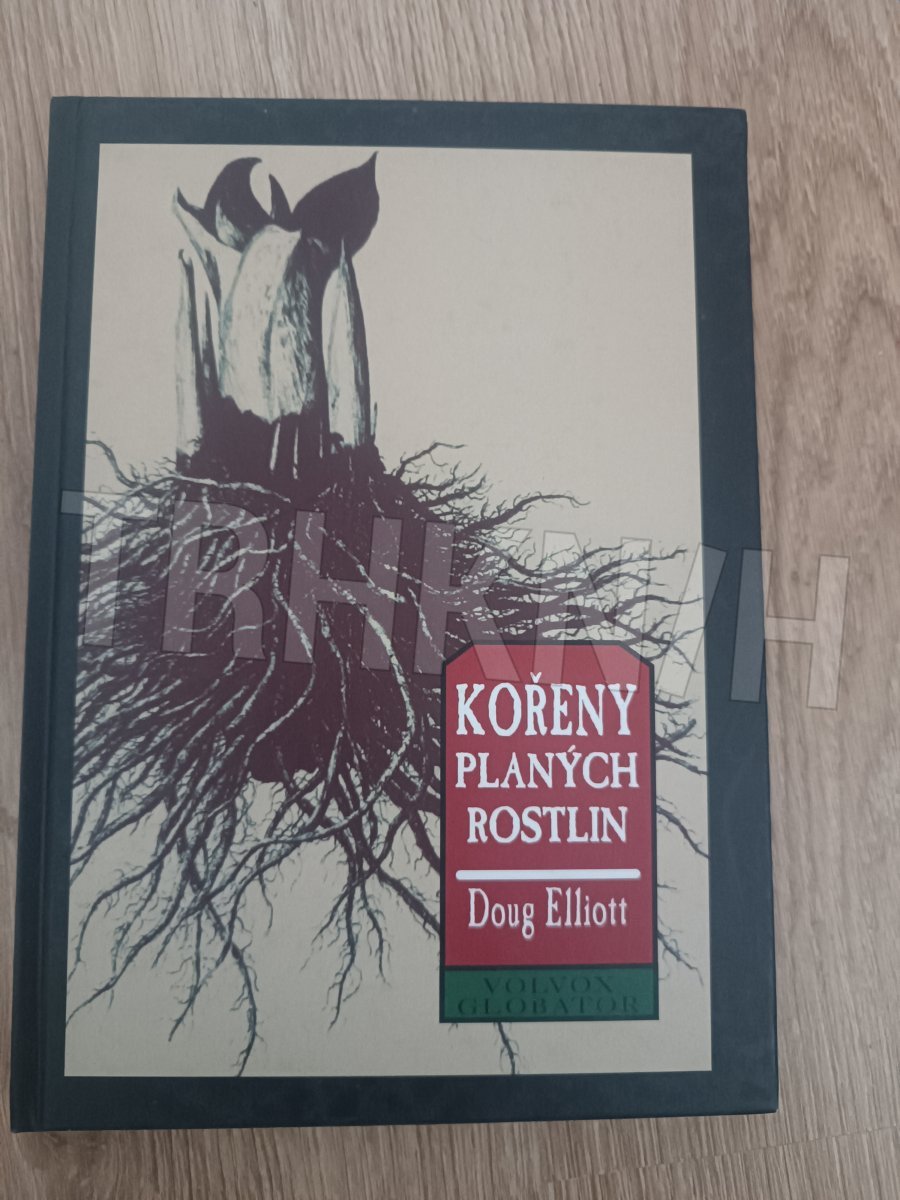 TRHKNIH
KOŘENY
PLANÝCH
ROSTLIN
Doug Elliott
VOLVOX
GLOBATOR